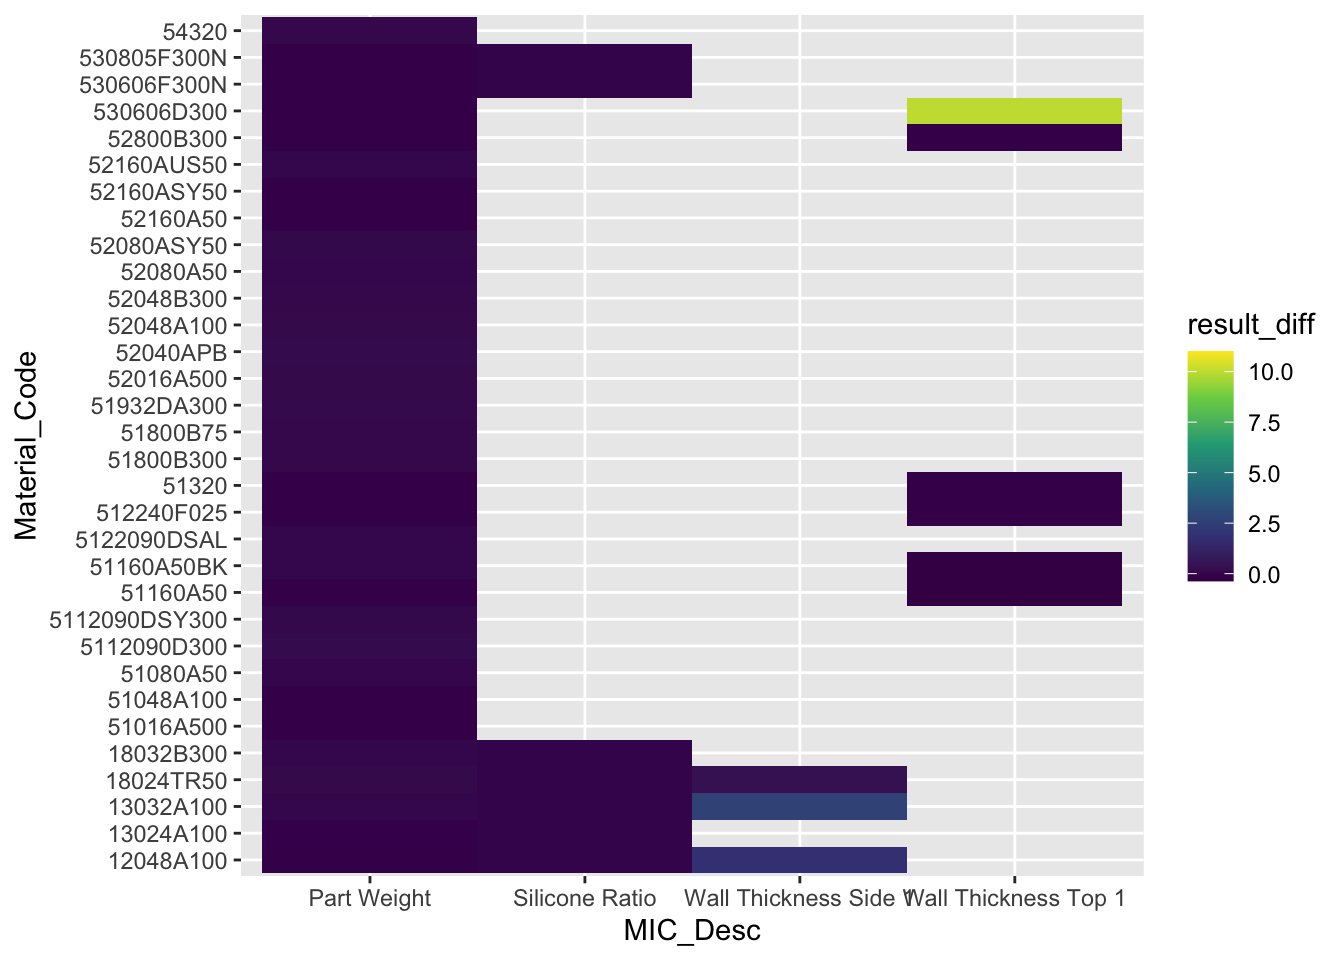 54320
530805F300N
530606F300N
530606D300
52800B300
52160AUS50
52160ASY50
52160A50
52080ASY50
52080A50
52048B300
52048A100
52040APB
52016A500
51932DA300
51800B75
51800B300
51320
512240F025
5122090DSAL
51160A50BK
51160A50
5112090DSY300
5112090D300
51080A50
51048A100
51016A500
18032B300
18024TR50
13032A100
13024A100
12048A100
Material_Code
Part Weight
Silicone Ratio
Wall Thickness Side 1
Wall Thickness Top 1
MIC_Desc
result_diff
10.0
7.5
5.0
2.5
0.0